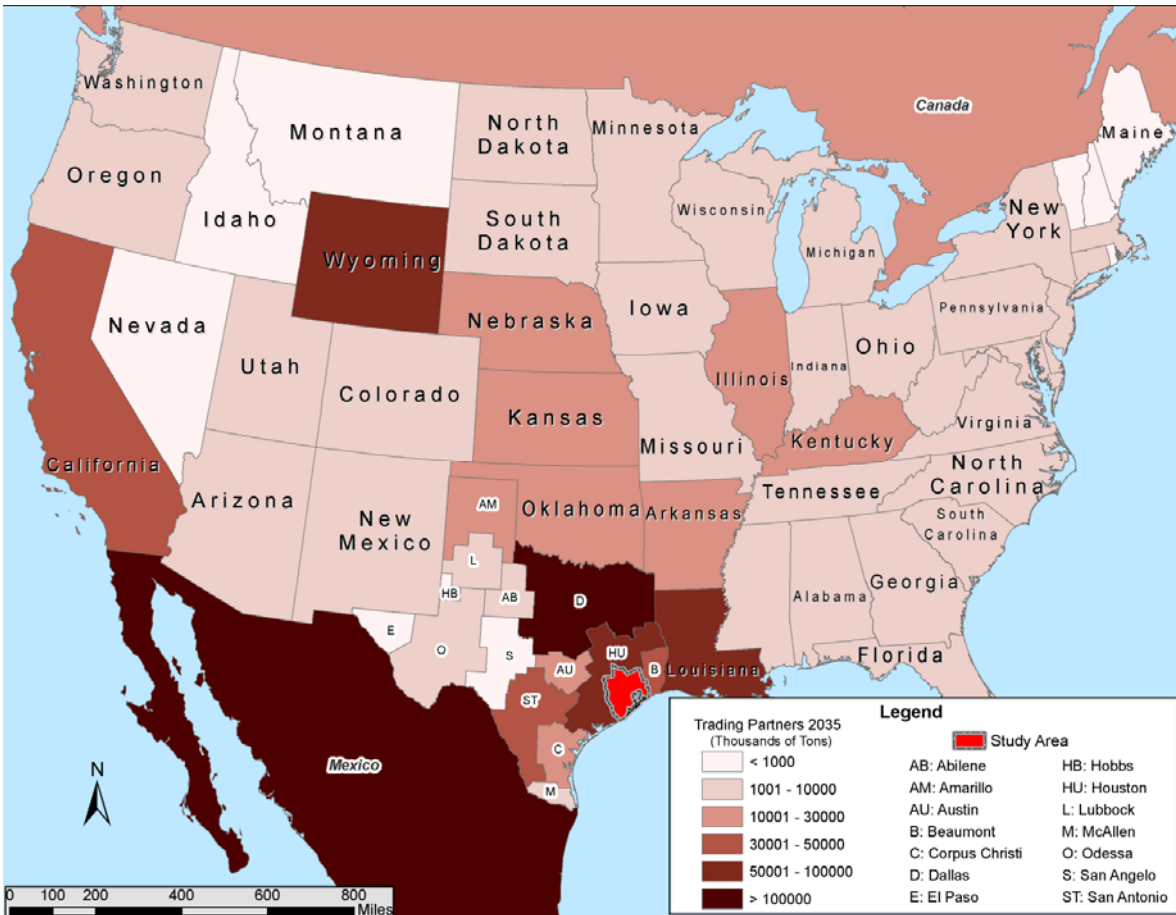 Canada
Washington
Montana
North
Dakota
Minnesota
Maine
Oregon
Idaho
South
Dakota
Wisconsin
Michigan
New
York
Wyoming
Nebraska
Iowa
Pennsylvania
Nevada
Utah
Colorado
Illinois
Indiana
Ohio
Kansas
Missouri
Kentucky
Virginia
California
Arizona
New
Mexico
AM
Oklahoma
Arkansas
Tennessee
North
Carolina
South
Carolina
L
HB
AB
D
Alabama
Georgia
E
O
S
AU
HU
B
Louisiana
Florida
ST
C
M
Mexico
N
0 100 200 400 600 800
Miles
Legend
Trading Partners 2035
(Thousands of Tons)
< 1000
1001 - 10000
10001 - 30000
30001 - 50000
50001 - 100000
> 100000
Study Area
AB: Abilene
AM: Amarillo
AU: Austin
B: Beaumont
C: Corpus Christi
D: Dallas
E: El Paso
HB: Hobbs
HU: Houston
L: Lubbock
M: McAllen
O: Odessa
S: San Angelo
ST: San Antonio